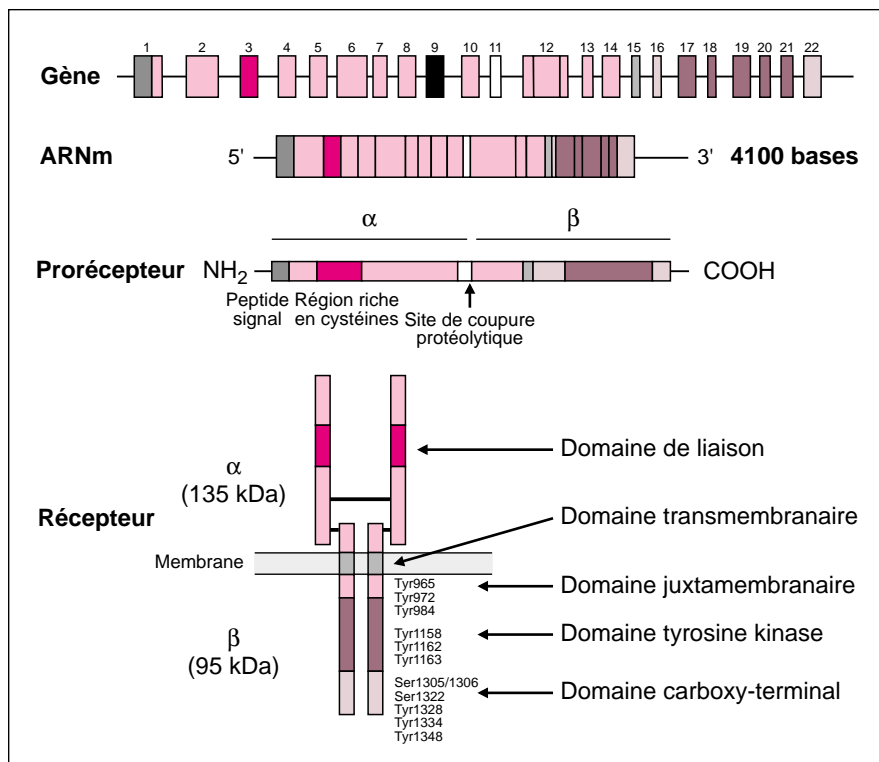 1 2 3 4 5 6 7 8 9 10 11 12 13 14 15 16 17 18 19 20 21 22
Gène
ARNm 5' 3' 4100 bases
α β
Prorécepteur NH2 COOH
Peptide signal
Région riche en cystéines
Site de coupure protéolytique
α
(135 kDa)
Récepteur
Membrane
β
(95 kDa)
Domaine de liaison
Domaine transmembranaire
Tyr965
Tyr972
Tyr984
Domaine juxtamembranaire
Tyr1158
Tyr1162
Tyr1163
Domaine tyrosine kinase
Ser1305/1306
Ser1322
Tyr1328
Tyr1334
Tyr1348
Domaine carboxy-terminal